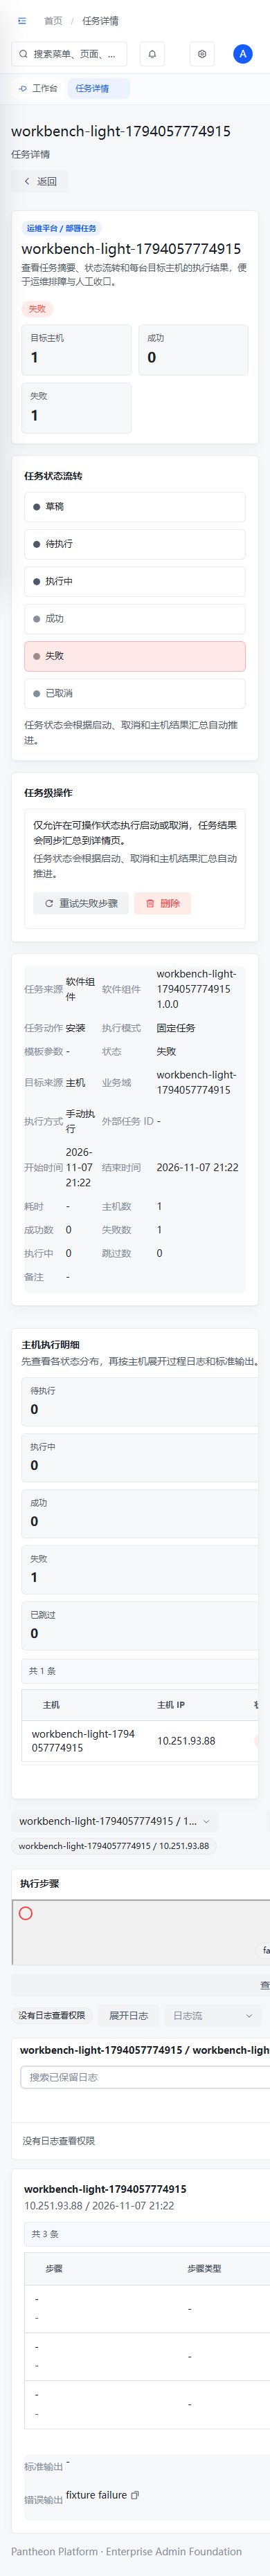 首页 / 任务详情
搜索菜单、页面、...
A
工作台
任务详情
workbench-light-1794057774915
任务详情
返回
运维平台 / 部署任务
workbench-light-1794057774915
查看任务摘要、状态流转和每台目标主机的执行结果，便
于运维排障与人工收口。
失败
目标主机
1
成功
0
失败
1
任务状态流转
草稿
待执行
执行中
成功
失败
已取消
任务状态会根据启动、取消和主机结果汇总自动推
进。
任务级操作
仅允许在可操作状态执行启动或取消，任务结果
会同步汇总到详情页。
任务状态会根据启动、取消和主机结果汇总自动
推进。
重试失败步骤
删除
任务来源 软件组件 软件组件 workbench-light-1794057774915 1.0.0
任务动作 安装 执行模式 固定任务
模板参数 - 状态 失败
目标来源 主机 业务域 workbench-light-1794057774915
执行方式 手动执行 外部任务 ID -
开始时间 2026-11-07 21:22 结束时间 2026-11-07 21:22
耗时 - 主机数 1
成功数 0 失败数 1
执行中 0 跳过数 0
备注 -
主机执行明细
先查看各状态分布，再按主机展开过程日志和标准输出。
待执行
0
执行中
0
成功
0
失败
1
已跳过
0
共 1 条
主机 主机 IP
workbench-light-1794057774915 10.251.93.88
workbench-light-1794057774915 / 1...
workbench-light-1794057774915 / 10.251.93.88
执行步骤
fa
查
没有日志查看权限
展开日志
日志流
workbench-light-1794057774915 / workbench-light
搜索已保留日志
没有日志查看权限
workbench-light-1794057774915
10.251.93.88 / 2026-11-07 21:22
共 3 条
步骤 步骤类型
-
- -
-
- -
-
- -
标准输出 -
错误输出 fixture failure
Pantheon Platform · Enterprise Admin Foundation